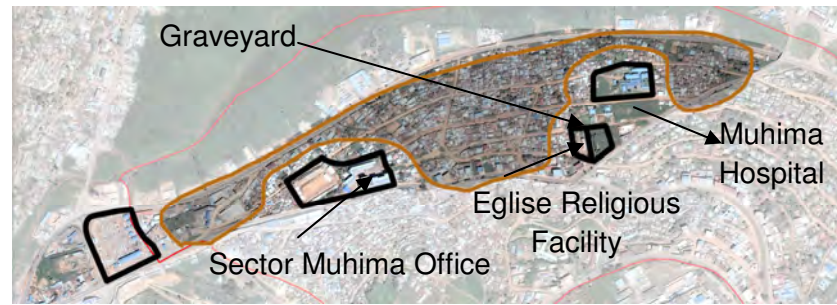 Graveyard
Muhima
Hospital
Eglise Religious
Facility
Sector Muhima Office